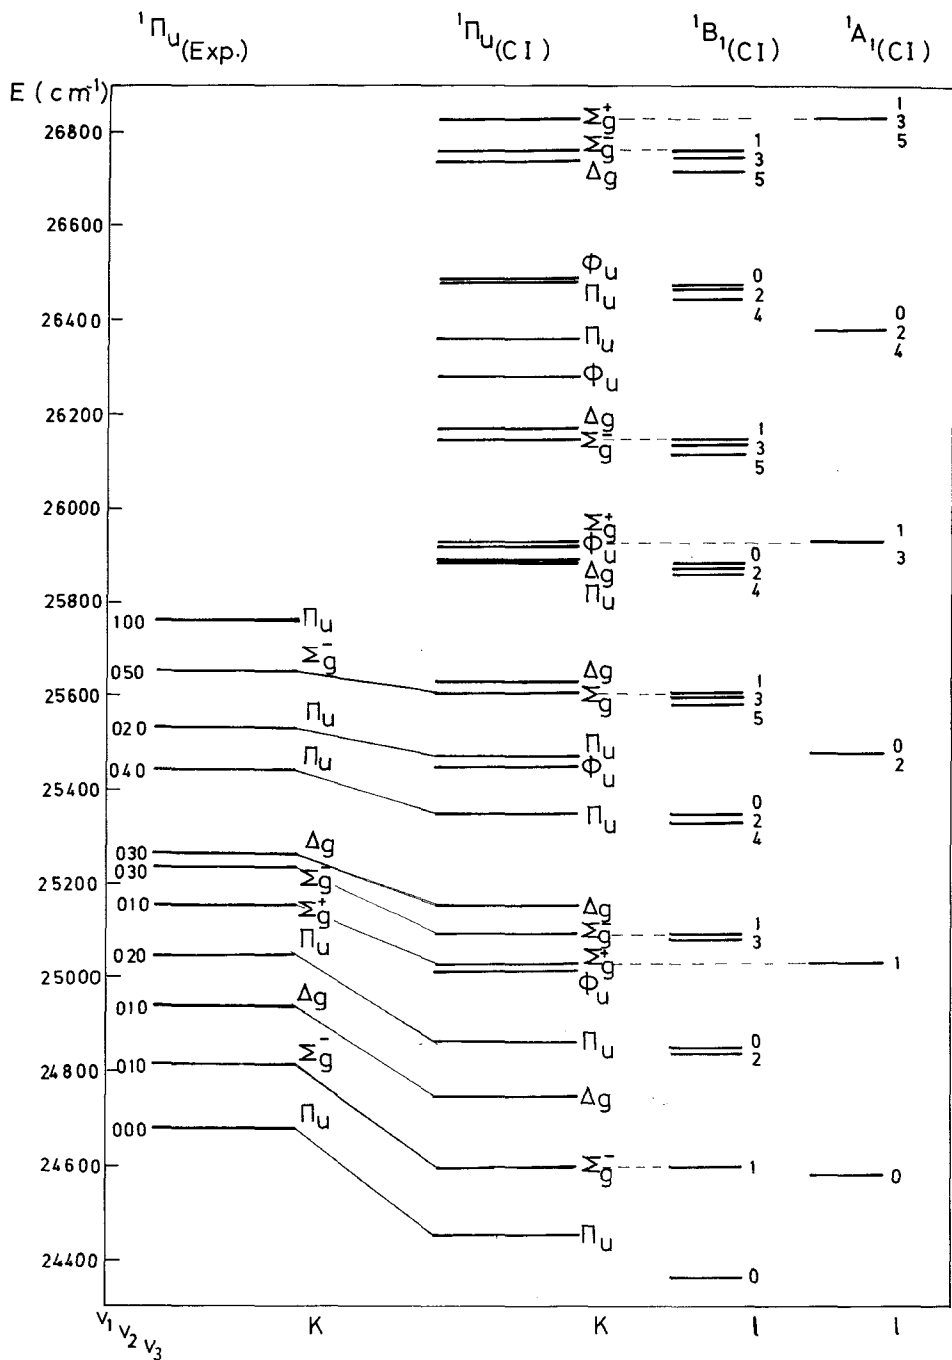 ¹Πu(Exp.) ¹Πu(CI) ¹B₁(CI) ¹A₁(CI)
E (cm⁻¹)
26800 Σg⁺ 1 3 5
Σg⁻ 1 3 5
Δg
26600
Φu 0 2 4
Πu
26400 Πu 0 2 4
Φu
26200
Δg
Σg⁻ 1 3 5
26000
Σg⁺ 1 3
Φu
Δg 0 2 4
Πu
25800
100 Πu
050 Σg⁻ Δg
25600 Σg⁻ 1 3 5
020 Πu Πu 0 2
040 Πu Φu
25400
Πu 0 2 4
030 Δg
030 Σg⁻
25200
010 Σg⁺ Δg
Σg⁻ 1 3
020 Πu Σg⁺ 1
25000 Φu
010 Δg
Πu 0 2
010 Σg⁻
24800 Δg
000 Πu
24600 Σg⁻ 1 0
Πu
24400
0
v₁ v₂ v₃ K K l l